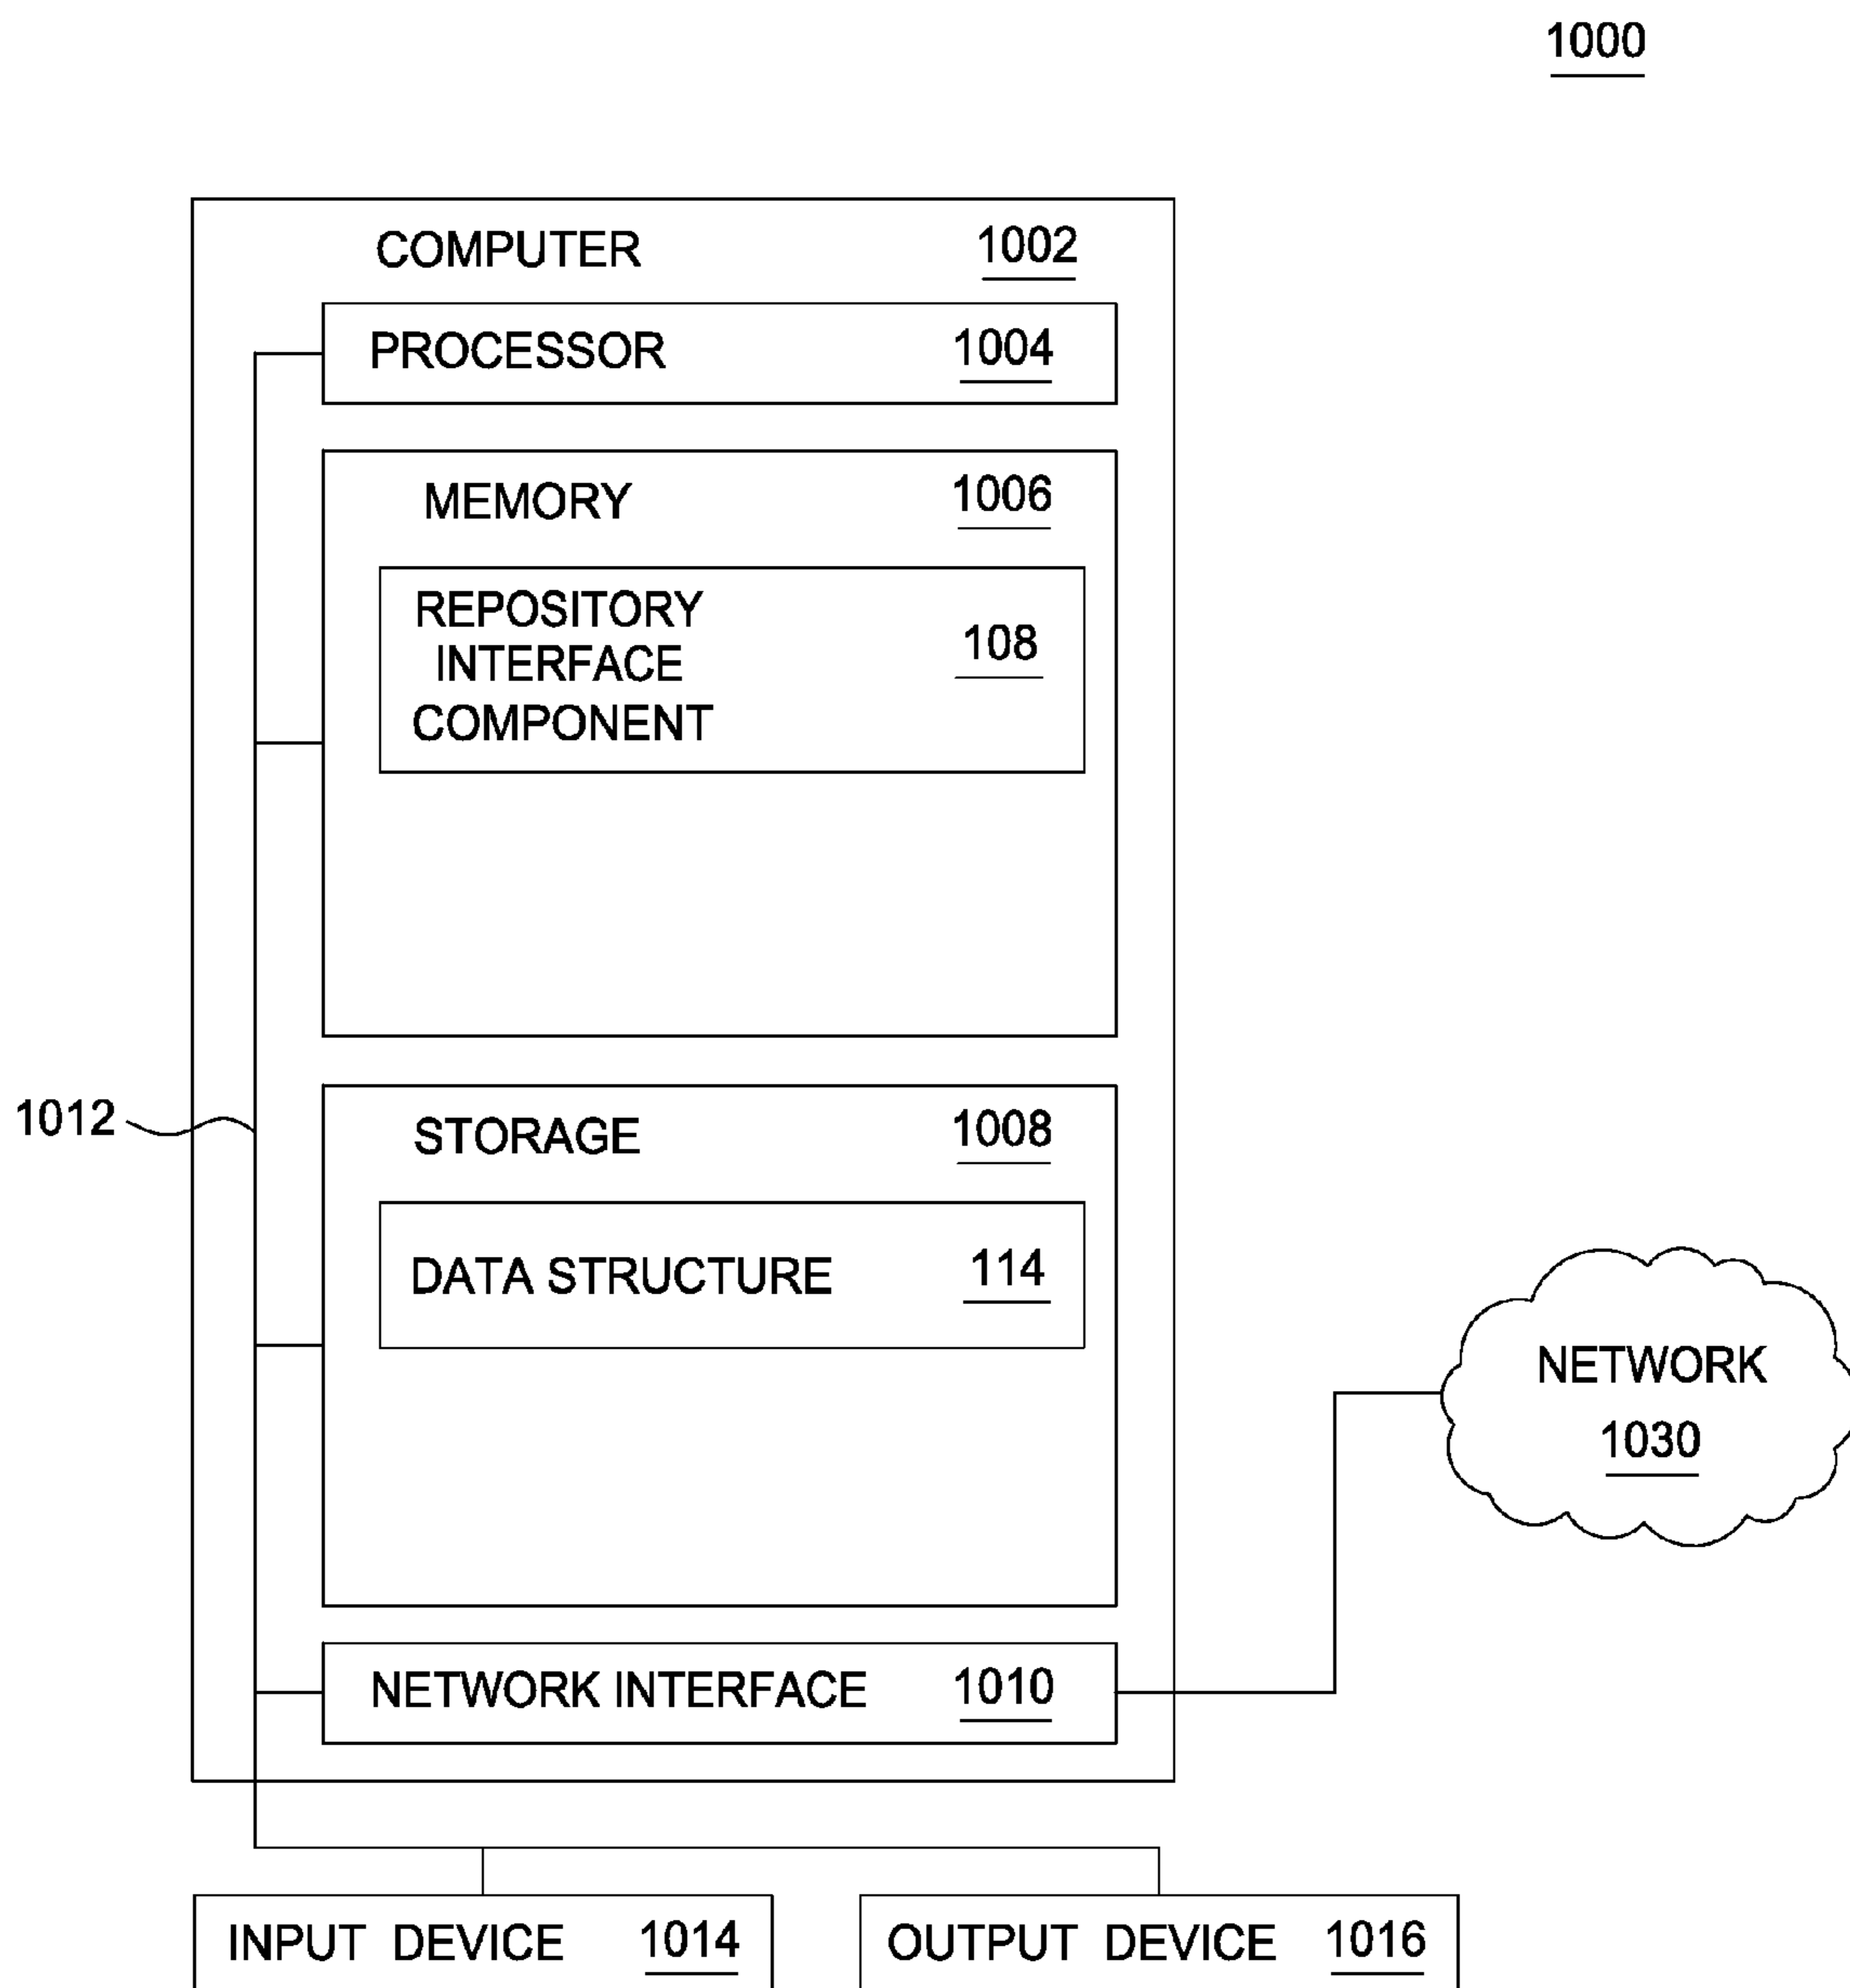 1000
COMPUTER 1002
PROCESSOR 1004
MEMORY 1006
REPOSITORY
INTERFACE
COMPONENT
108
1012
STORAGE 1008
DATA STRUCTURE 114
NETWORK
1030
NETWORK INTERFACE 1010
INPUT DEVICE 1014
OUTPUT DEVICE 1016